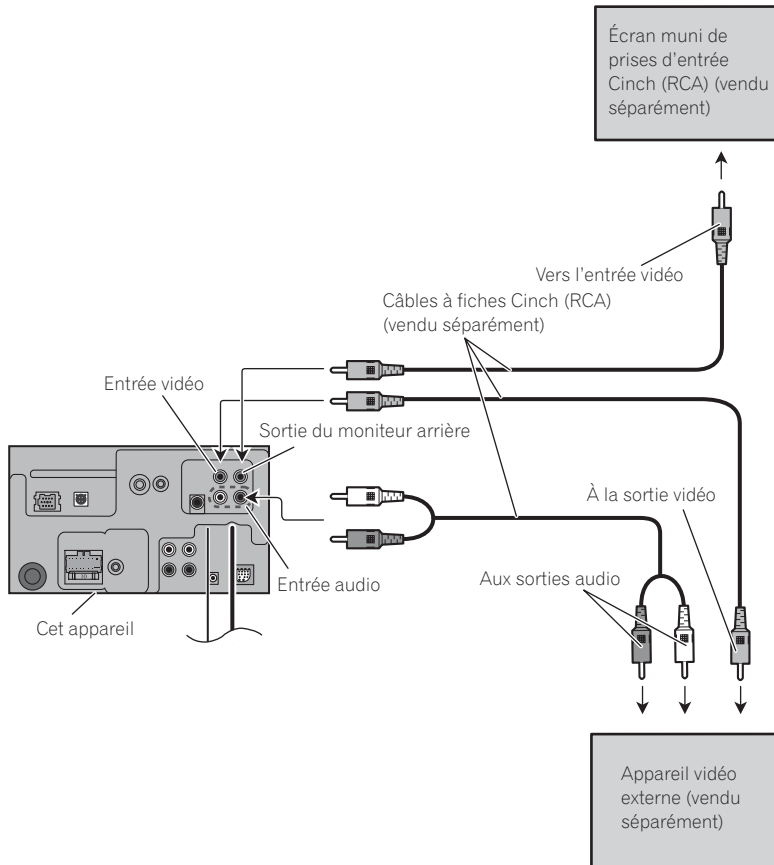 Écran muni de
prises d'entrée
Cinch (RCA) (vendu
séparément)
Vers l'entrée vidéo
Câbles à fiches Cinch (RCA)
(vendu séparément)
Entrée vidéo
Sortie du moniteur arrière
À la sortie vidéo
Aux sorties audio
Entrée audio
Cet appareil
Appareil vidéo
externe (vendu
séparément)